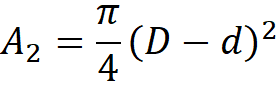 A₂ = π/4 (D − d)²